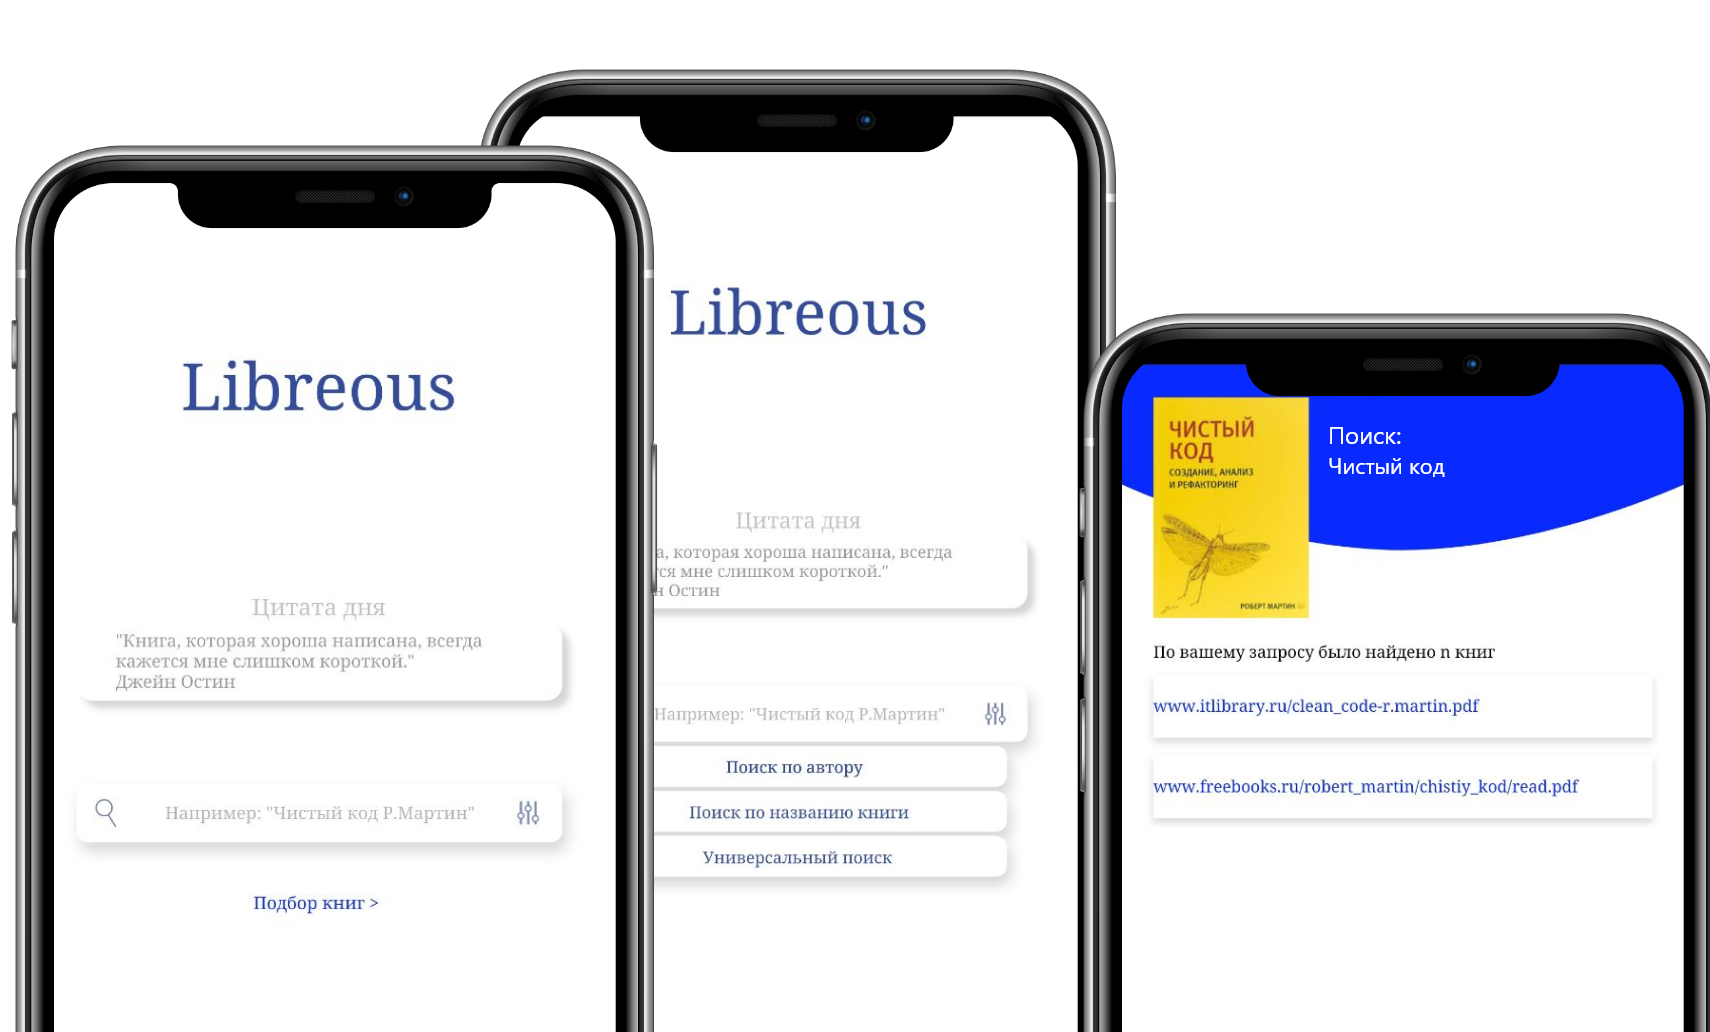 Libreous
Цитата дня
"Книга, которая хороша написана, всегда
кажется мне слишком короткой."
Джейн Остин
Например: "Чистый код Р.Мартин"
Подбор книг >
Libreous
Цитата дня
которая хороша написана, всегда
мне слишком короткой."
Остин
Например: "Чистый код Р.Мартин"
Поиск по автору
Поиск по названию книги
Универсальный поиск
ЧИСТЫЙ
КОД
СОЗДАНИЕ, АНАЛИЗ
И РЕФАКТОРИНГ
РОБЕРТ МАРТИН
Поиск:
Чистый код
По вашему запросу было найдено n книг
www.itlibrary.ru/clean_code-r.martin.pdf
www.freebooks.ru/robert_martin/chistiy_kod/read.pdf